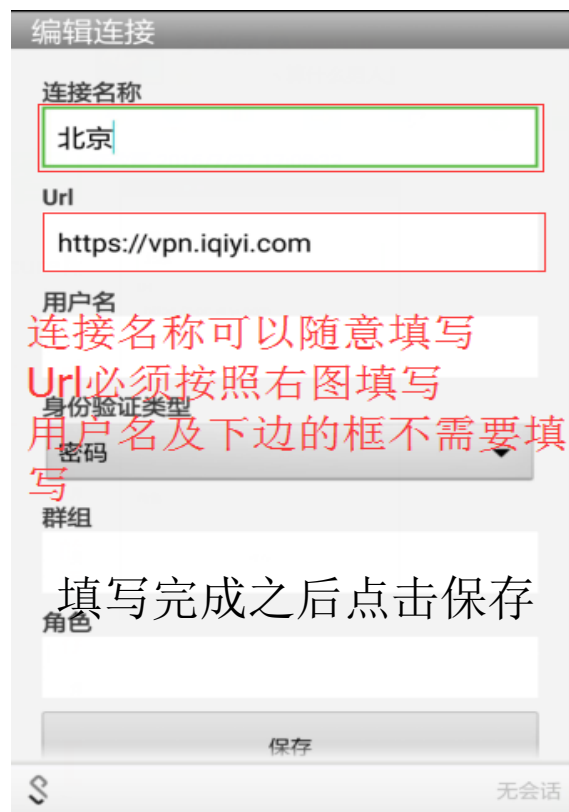 编辑连接
连接名称
北京
Url
https://vpn.iqiyi.com
用户名
连接名称可以随意填写
Url必须按照右图填写
身份验证类型
用户名及下边的框不需要填
密码
写
群组
填写完成之后点击保存
角色
保存
无会话